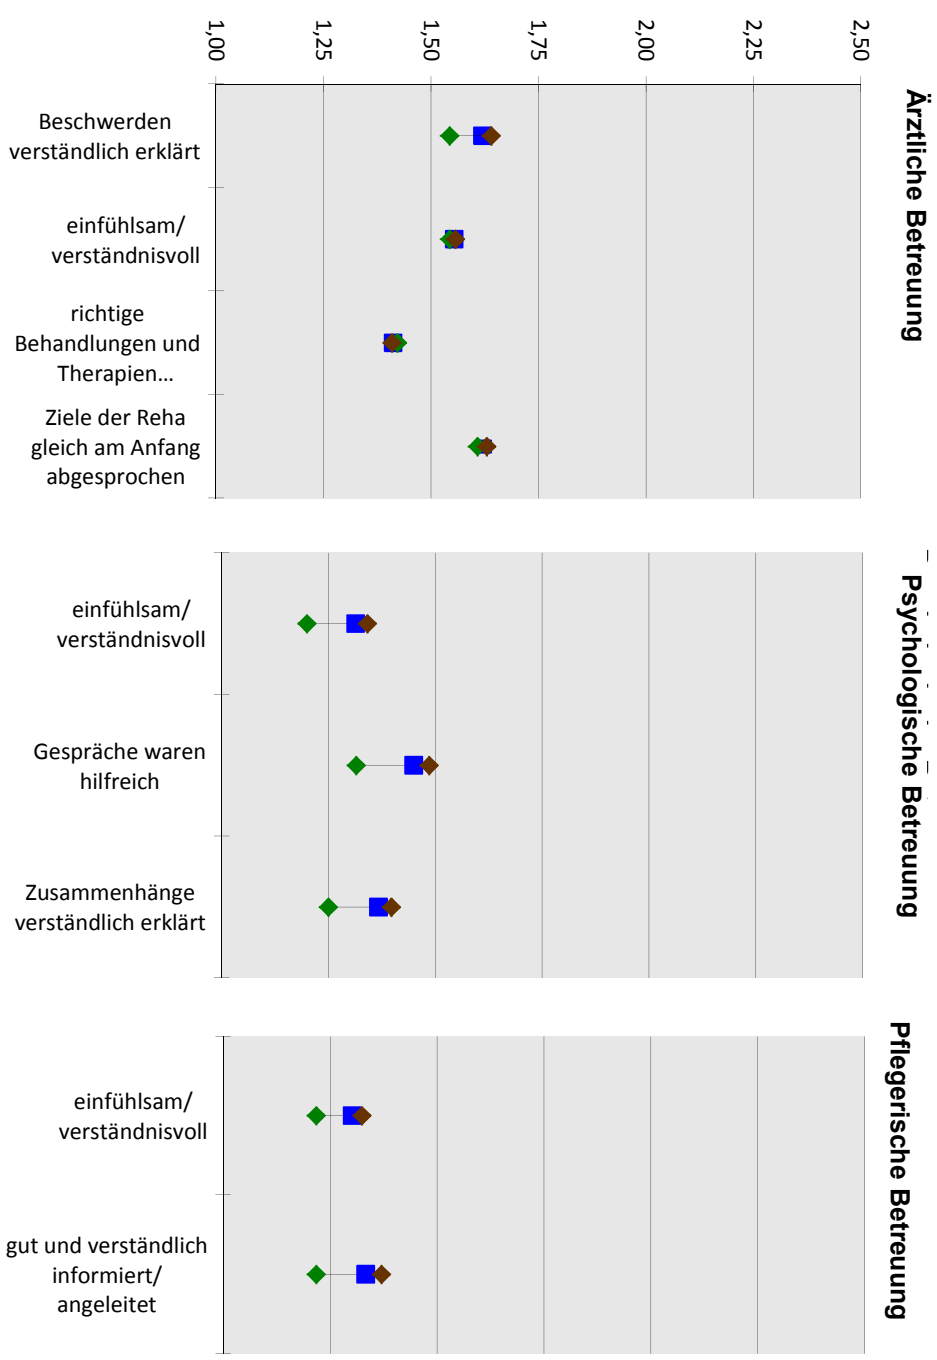 1,00
1,25
1,50
1,75
2,00
2,25
2,50
Ärztliche Betreuung
Beschwerden
verständlich erklärt
einfühlsam/
verständnisvoll
richtige
Behandlungen und
Therapien...
Ziele der Reha
gleich am Anfang
abgesprochen
Psychologische Betreuung
einfühlsam/
verständnisvoll
Gespräche waren
hilfreich
Zusammenhänge
verständlich erklärt
Pflegerische Betreuung
einfühlsam/
verständnisvoll
gut und verständlich
informiert/
angeleitet